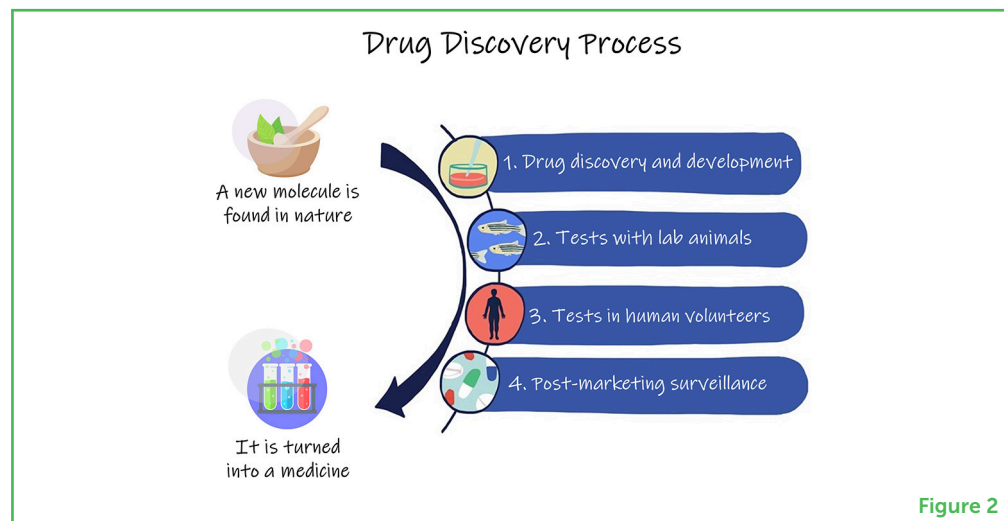 Drug Discovery Process
A new molecule is
found in nature
1. Drug discovery and development
2. Tests with lab animals
3. Tests in human volunteers
4. Post-marketing surveillance
It is turned
into a medicine
Figure 2